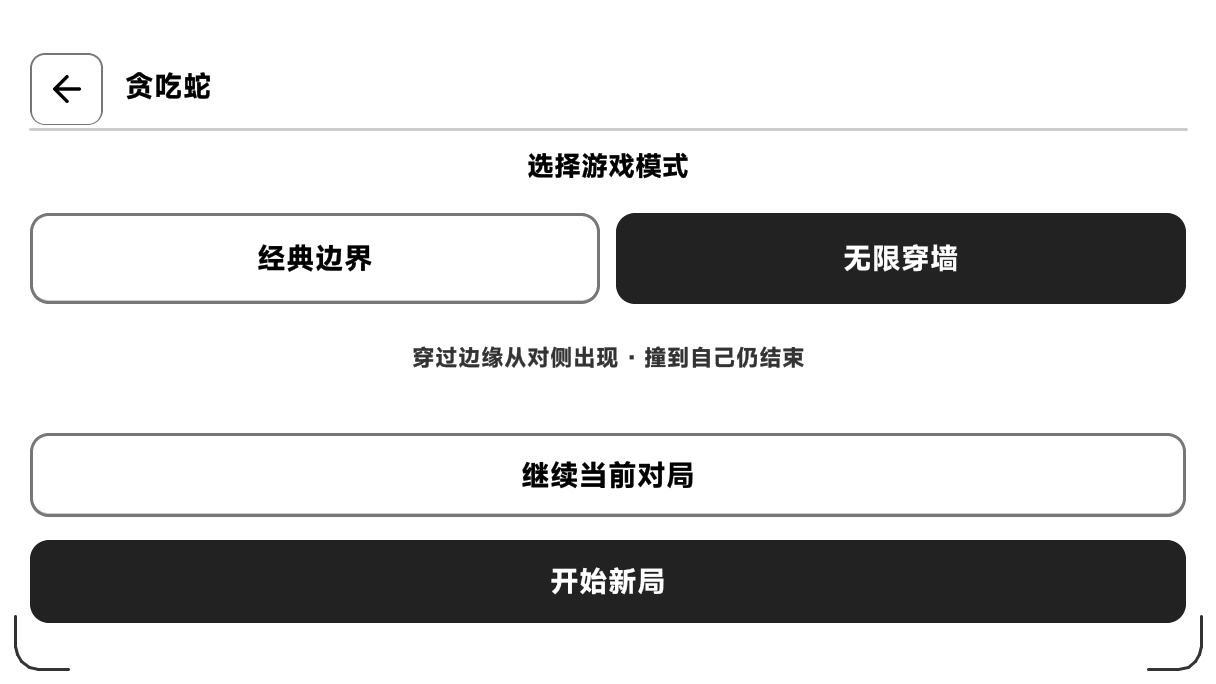 贪吃蛇
选择游戏模式
经典边界
无限穿墙
穿过边缘从对侧出现 · 撞到自己仍结束
继续当前对局
开始新局